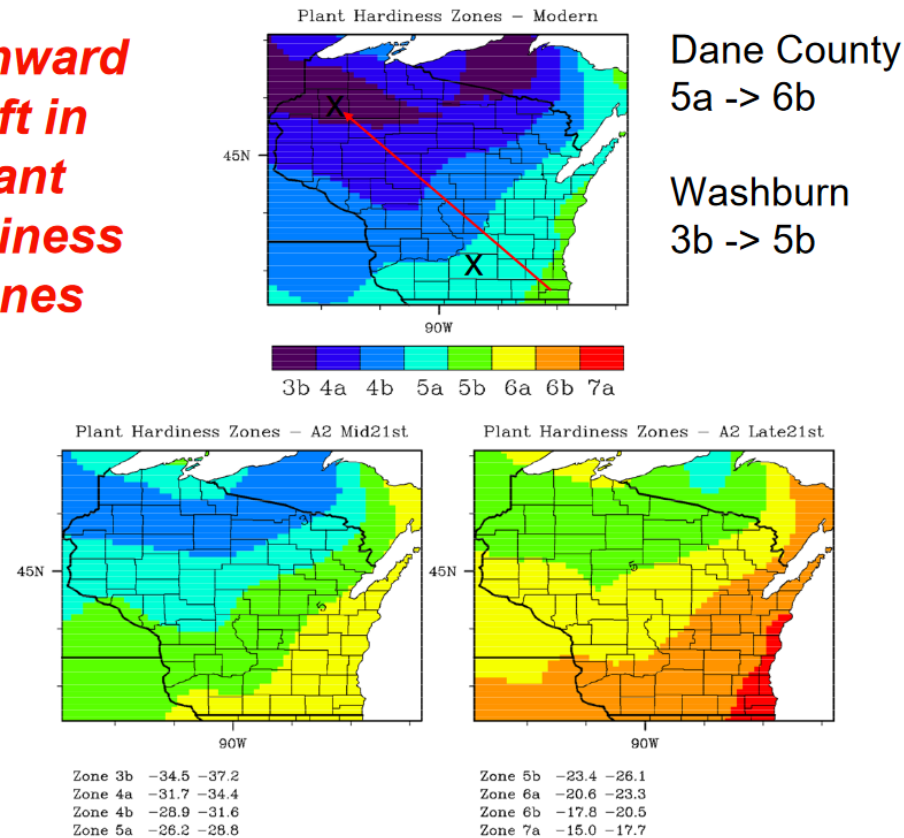 Plant Hardiness Zones – Modern
nward
ft in
ant
iness
nes
Dane County
5a -> 6b
Washburn
3b -> 5b
X
45N
X
90W
3b 4a 4b 5a 5b 6a 6b 7a
Plant Hardiness Zones – A2 Mid21st
Plant Hardiness Zones – A2 Late21st
3
45N
5
90W
45N
5
90W
Zone 3b −34.5 −37.2
Zone 4a −31.7 −34.4
Zone 4b −28.9 −31.6
Zone 5a −26.2 −28.8
Zone 5b −23.4 −26.1
Zone 6a −20.6 −23.3
Zone 6b −17.8 −20.5
Zone 7a −15.0 −17.7